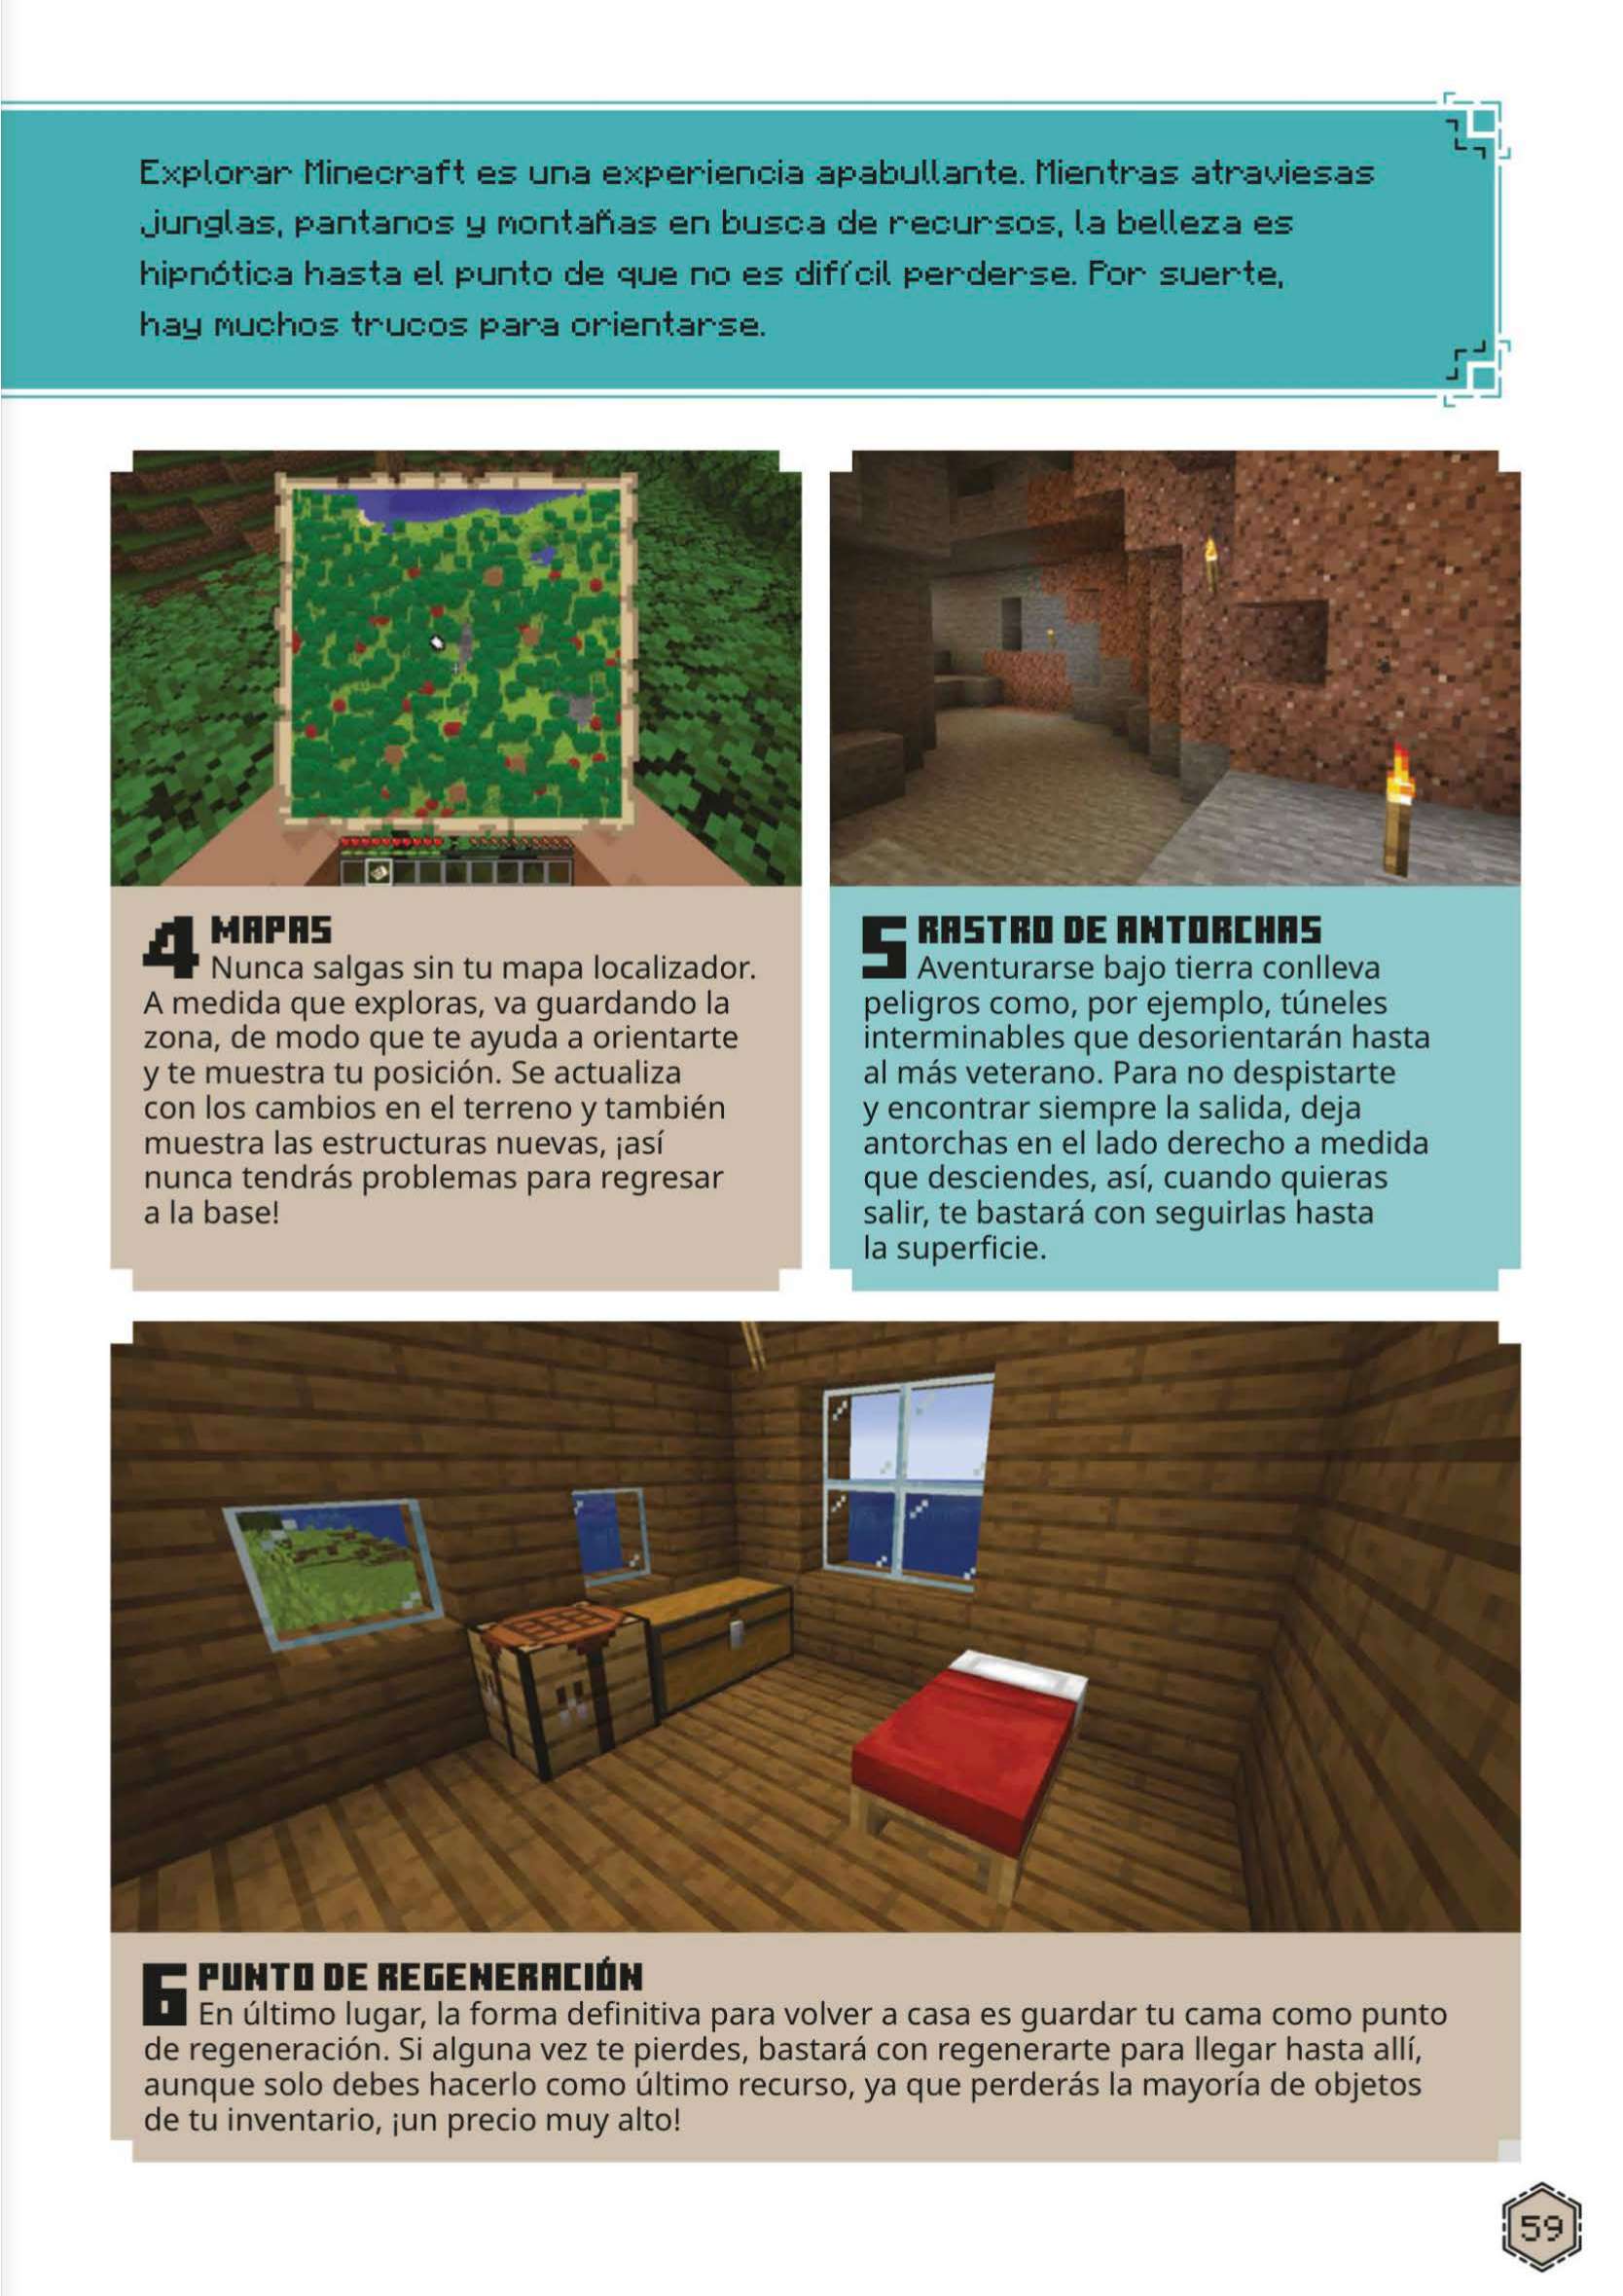 Explorar Minecraft es una experiencia apabullante. Mientras atraviesas
junglas, pantanos y montañas en busca de recursos, la belleza es
hipnótica hasta el punto de que no es difícil perderse. Por suerte,
hay muchos trucos para orientarse.
4 MAPAS
Nunca salgas sin tu mapa localizador.
A medida que exploras, va guardando la
zona, de modo que te ayuda a orientarte
y te muestra tu posición. Se actualiza
con los cambios en el terreno y también
muestra las estructuras nuevas, ¡así
nunca tendrás problemas para regresar
a la base!
5 RASTRO DE ANTORCHAS
Aventurarse bajo tierra conlleva
peligros como, por ejemplo, túneles
interminables que desorientarán hasta
al más veterano. Para no despistarte
y encontrar siempre la salida, deja
antorchas en el lado derecho a medida
que desciendes, así, cuando quieras
salir, te bastará con seguirlas hasta
la superficie.
6 PUNTO DE REGENERACIÓN
En último lugar, la forma definitiva para volver a casa es guardar tu cama como punto
de regeneración. Si alguna vez te pierdes, bastará con regenerarte para llegar hasta allí,
aunque solo debes hacerlo como último recurso, ya que perderás la mayoría de objetos
de tu inventario, ¡un precio muy alto!
59